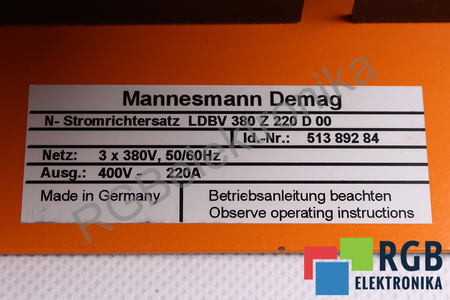 Mannesmann Demag
N- Stromrichtersatz LDBV 380 Z 220 D 00
Id.-Nr.: 513 892 84
Netz: 3 x 380V, 50/60Hz
Ausg.: 400V - 220A
Made in Germany
Betriebsanleitung beachten
Observe operating instructions
RGBelektronika
RGB
ELEKTRONIKA